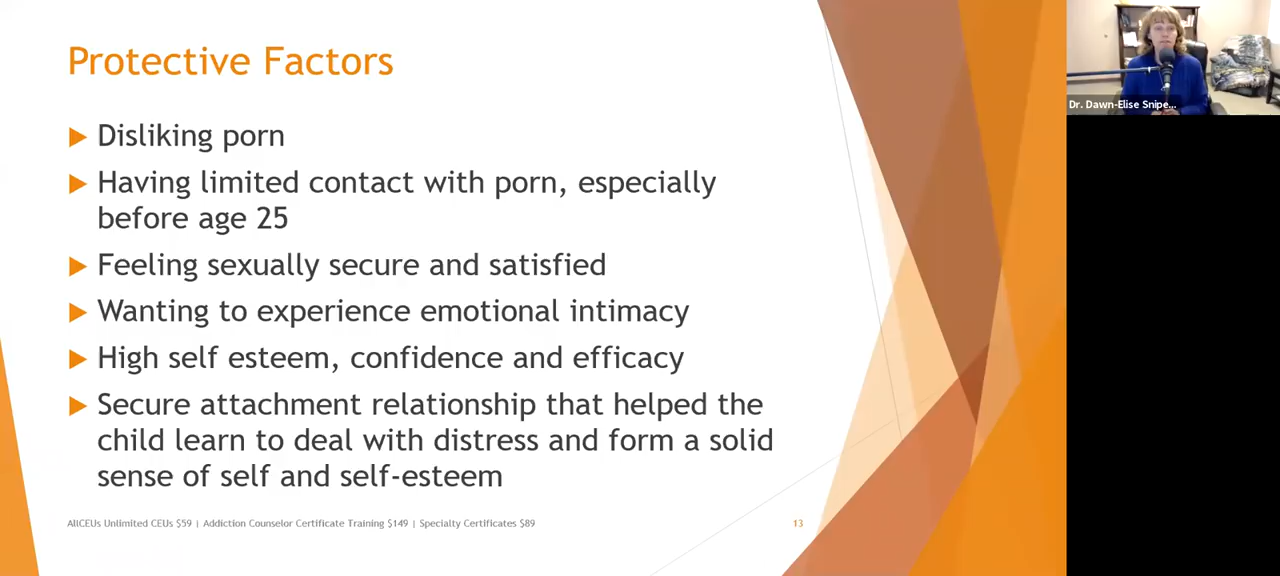 Protective Factors
Disliking porn
Having limited contact with porn, especially
before age 25
Feeling sexually secure and satisfied
Wanting to experience emotional intimacy
High self esteem, confidence and efficacy
Secure attachment relationship that helped the
child learn to deal with distress and form a solid
sense of self and self-esteem
AllCEUs Unlimited CEUs $59 | Addiction Counselor Certificate Training $149 | Specialty Certificates $89
13
Dr. Dawn-Elise Snipe...